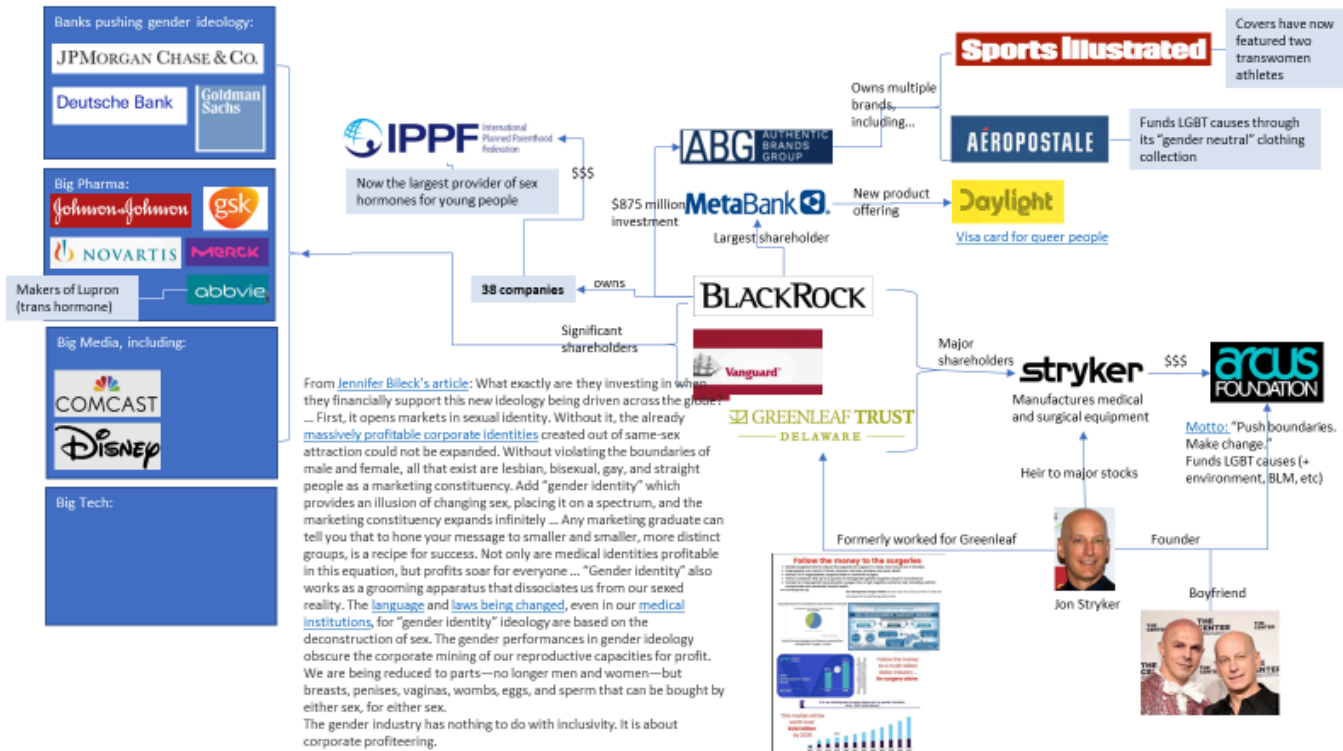 Banks pushing gender ideology:
JPMORGAN CHASE & CO.
Deutsche Bank
Goldman
Sachs
Big Pharma:
Johnson & Johnson
gsk
NOVARTIS
MERCK
abbvie
Makers of Lupron
(trans hormone)
Big Media, including:
COMCAST
Disney
Big Tech:
IPPF
International
Planned Parenthood
Federation
Now the largest provider of sex
hormones for young people
$$$
38 companies
owns
Significant
shareholders
ABG
AUTHENTIC
BRANDS
GROUP
$875 million
investment
MetaBank
Largest shareholder
BLACKROCK
Vanguard
GREENLEAF TRUST
DELAWARE
Owns multiple
brands,
including...
Sports Illustrated
Covers have now
featured two
transwomen
athletes
AÉROPOSTALE
Funds LGBT causes through
its "gender neutral" clothing
collection
New product
offering
Daylight
Visa card for queer people
Major
shareholders
stryker
Manufactures medical
and surgical equipment
$$$
arcus
FOUNDATION
Motto: "Push boundaries.
Make change."
Funds LGBT causes (+
environment, BLM, etc)
Heir to major stocks
Formerly worked for Greenleaf
Founder
Jon Stryker
Boyfriend
THE
CENTER
From Jennifer Bileck's article: What exactly are they investing in when
they financially support this new ideology being driven across the globe?
... First, it opens markets in sexual identity. Without it, the already
massively profitable corporate identities created out of same-sex
attraction could not be expanded. Without violating the boundaries of
male and female, all that exist are lesbian, bisexual, gay, and straight
people as a marketing constituency. Add "gender identity" which
provides an illusion of changing sex, placing it on a spectrum, and the
marketing constituency expands infinitely ... Any marketing graduate can
tell you that to hone your message to smaller and smaller, more distinct
groups, is a recipe for success. Not only are medical identities profitable
in this equation, but profits soar for everyone ... "Gender identity" also
works as a grooming apparatus that dissociates us from our sexed
reality. The language and laws being changed, even in our medical
institutions, for "gender identity" ideology are based on the
deconstruction of sex. The gender performances in gender ideology
obscure the corporate mining of our reproductive capacities for profit.
We are being reduced to parts—no longer men and women—but
breasts, penises, vaginas, wombs, eggs, and sperm that can be bought by
either sex, for either sex.
The gender industry has nothing to do with inclusivity. It is about
corporate profiteering.
Follow the money to the surgeries
Follow the money